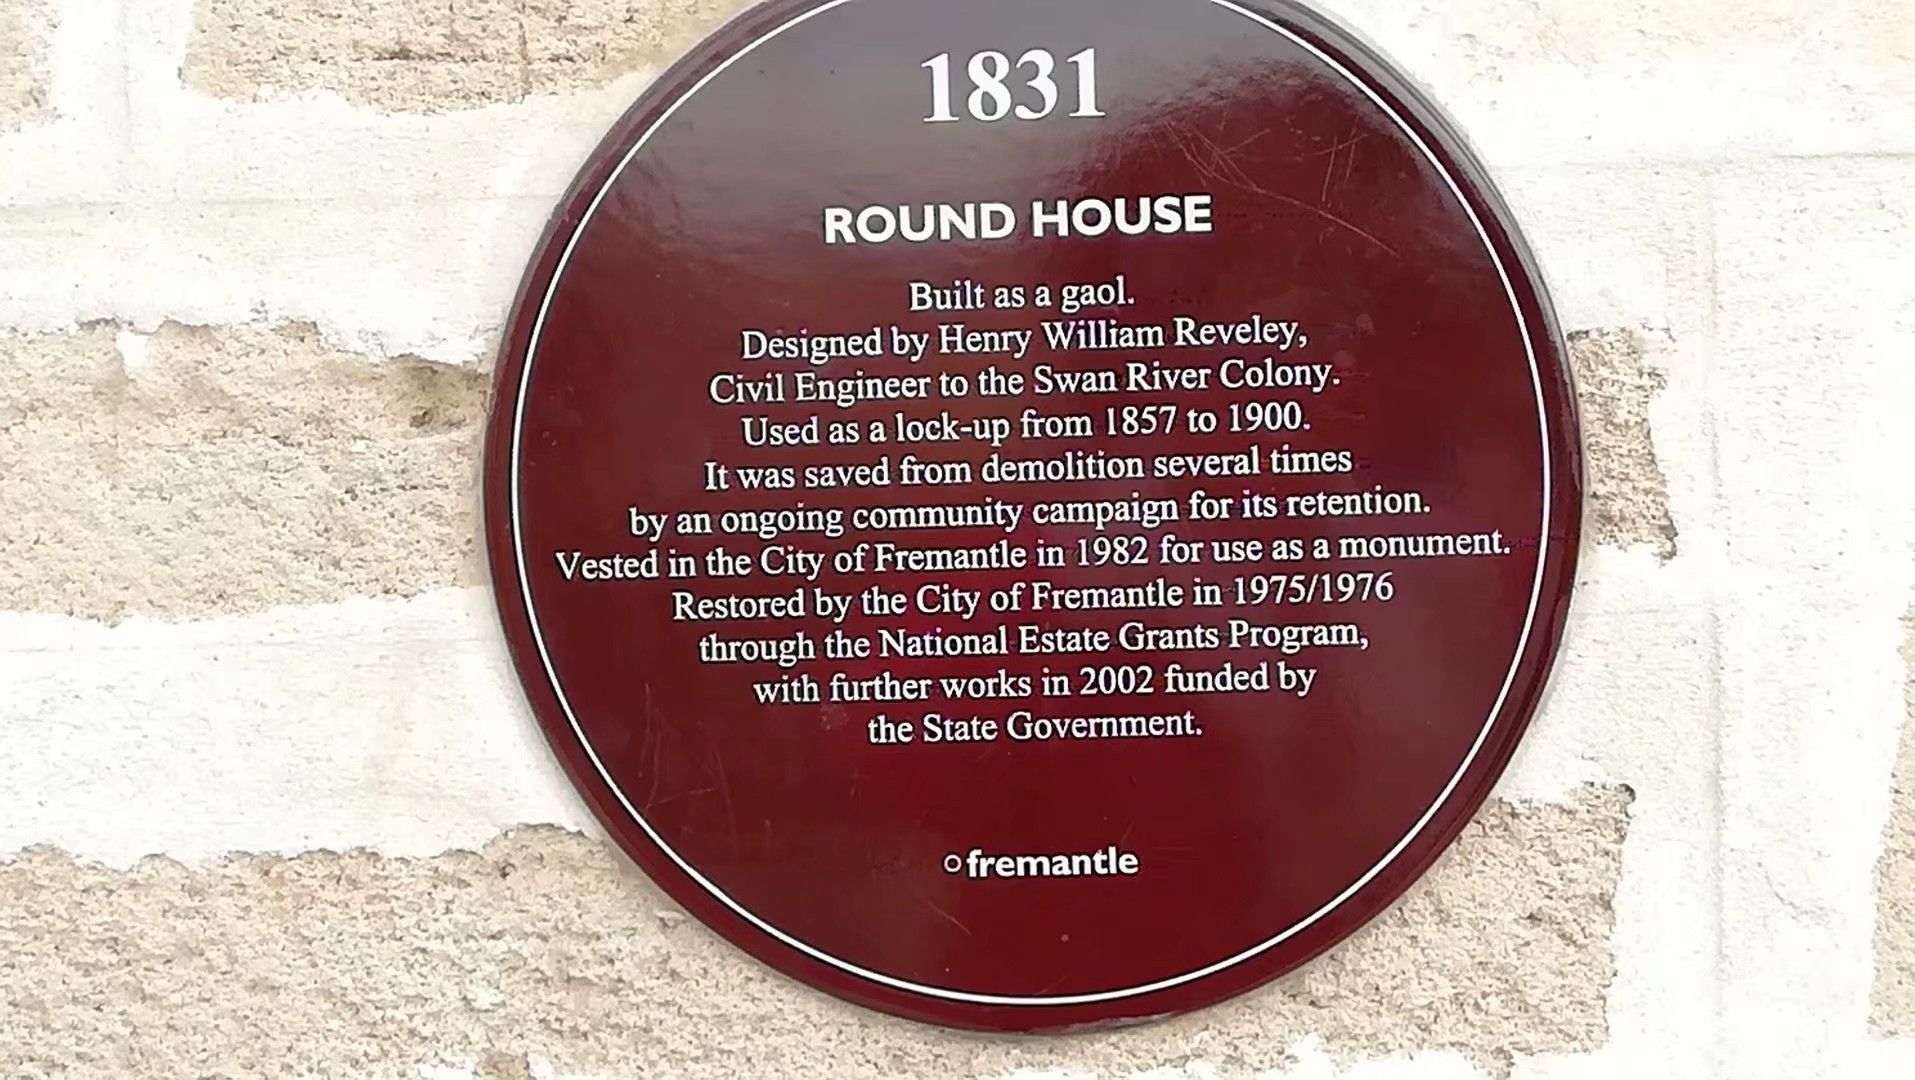 1831
ROUND HOUSE
Built as a gaol.
Designed by Henry William Reveley,
Civil Engineer to the Swan River Colony.
Used as a lock-up from 1857 to 1900.
It was saved from demolition several times
by an ongoing community campaign for its retention.
Vested in the City of Fremantle in 1982 for use as a monument.
Restored by the City of Fremantle in 1975/1976
through the National Estate Grants Program,
with further works in 2002 funded by
the State Government.
fremantle